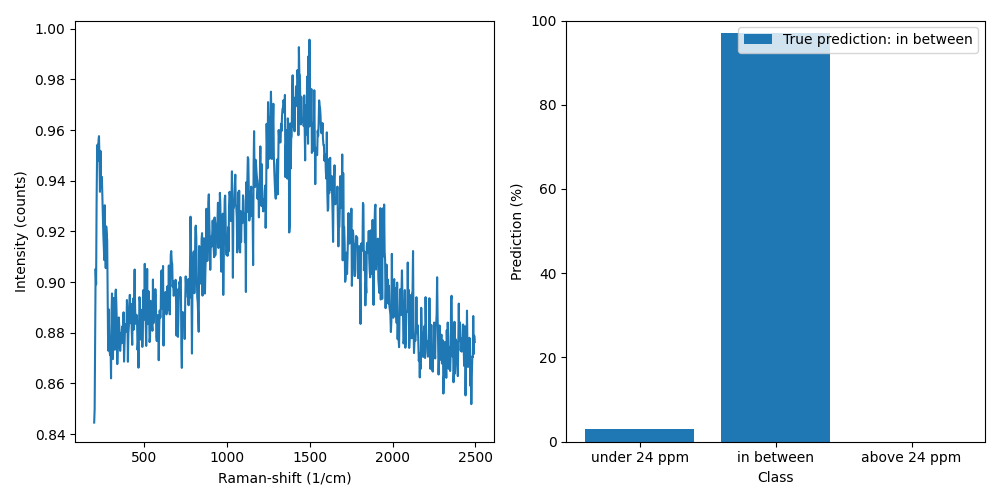 1.00
0.98
0.96
0.94
0.92
0.90
0.88
0.86
0.84
Intensity (counts)
500
1000
1500
2000
2500
Raman-shift (1/cm)
100
80
60
40
20
0
Prediction (%)
True prediction: in between
under 24 ppm
in between
above 24 ppm
Class